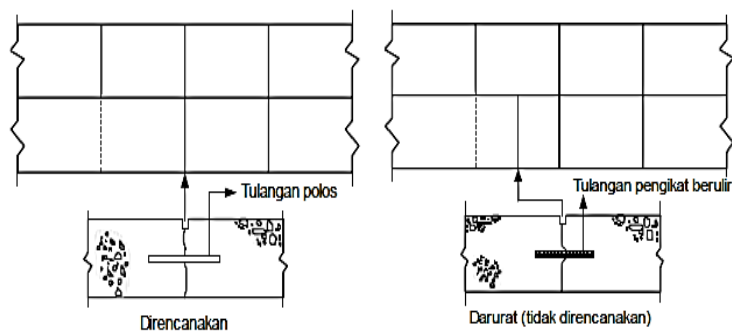 Tulangan polos
Direncanakan
Tulangan pengikat berulir
Darurat (tidak direncanakan)